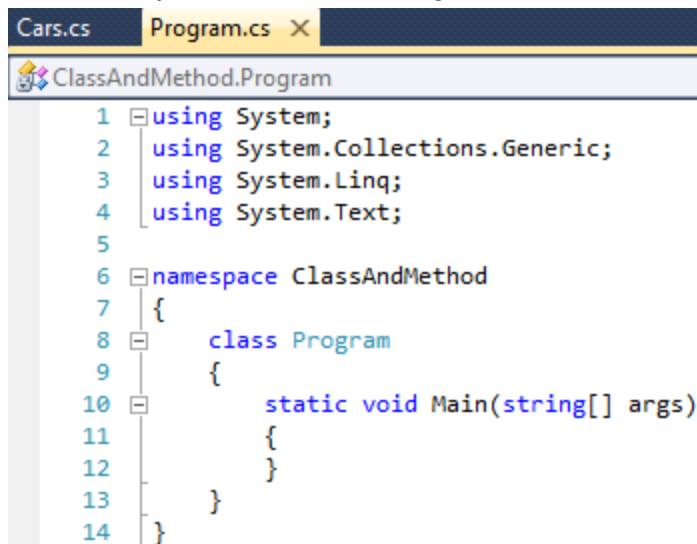 Cars.cs Program.cs
ClassAndMethod.Program
1 using System;
2 using System.Collections.Generic;
3 using System.Linq;
4 using System.Text;
5
6 namespace ClassAndMethod
7 {
8 class Program
9 {
10 static void Main(string[] args)
11 {
12 }
13 }
14 }